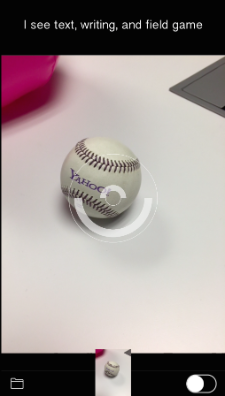 I see text, writing, and field game
YAHOO